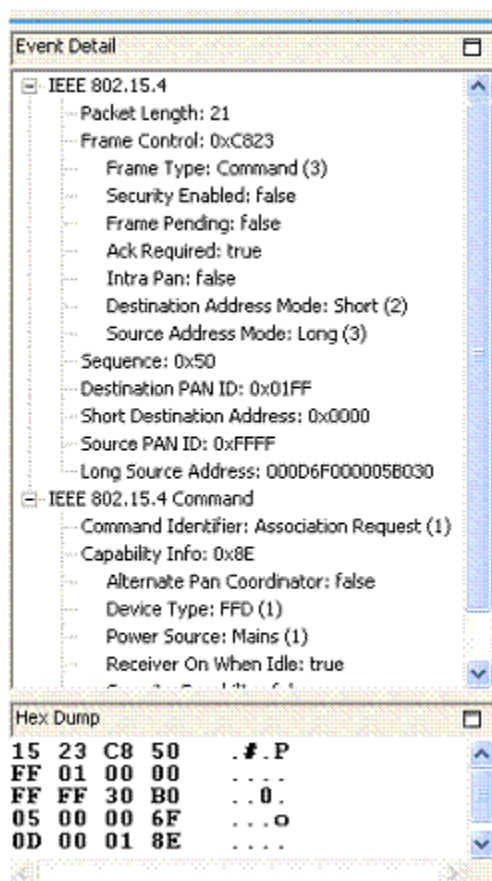 Event Detail
IEEE 802.15.4
Packet Length: 21
Frame Control: 0xC823
Frame Type: Command (3)
Security Enabled: false
Frame Pending: false
Ack Required: true
Intra Pan: false
Destination Address Mode: Short (2)
Source Address Mode: Long (3)
Sequence: 0x50
Destination PAN ID: 0x01FF
Short Destination Address: 0x0000
Source PAN ID: 0xFFFF
Long Source Address: 000D6F000005B030
IEEE 802.15.4 Command
Command Identifier: Association Request (1)
Capability Info: 0x8E
Alternate Pan Coordinator: false
Device Type: FFD (1)
Power Source: Mains (1)
Receiver On When Idle: true
Hex Dump
15 23 C8 50 .#.P
FF 01 00 00 ....
FF FF 30 B0 ..0.
05 00 00 6F ...o
0D 00 01 8E ....